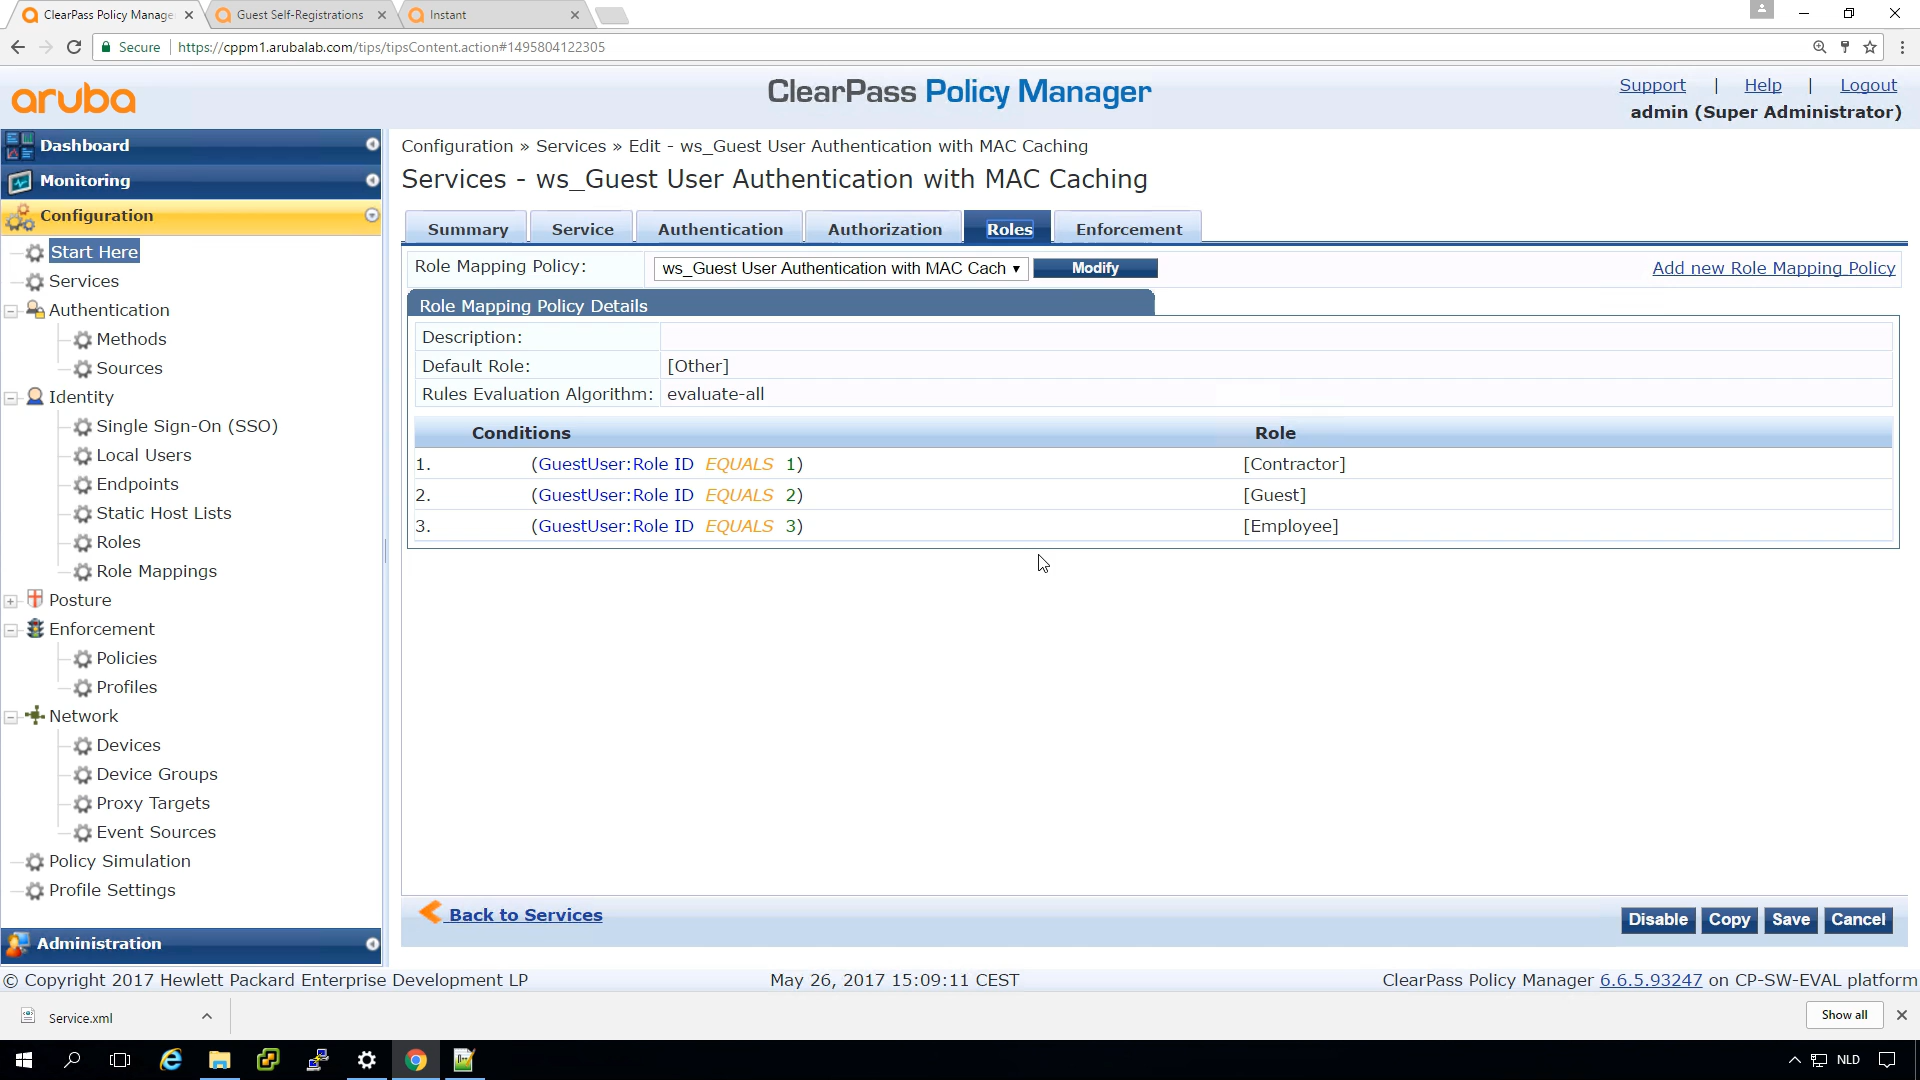 ClearPass Policy Manage
Guest Self-Registrations
Instant
Secure
https://cppm1.arubalab.com/tips/tipsContent.action#1495804122305
aruba
ClearPass Policy Manager
Support | Help | Logout
admin (Super Administrator)
Dashboard
Monitoring
Configuration
Start Here
Services
Authentication
Methods
Sources
Identity
Single Sign-On (SSO)
Local Users
Endpoints
Static Host Lists
Roles
Role Mappings
Posture
Enforcement
Policies
Profiles
Network
Devices
Device Groups
Proxy Targets
Event Sources
Policy Simulation
Profile Settings
Administration
Configuration » Services » Edit - ws_Guest User Authentication with MAC Caching
Services - ws_Guest User Authentication with MAC Caching
Summary Service Authentication Authorization Roles Enforcement
Role Mapping Policy: ws_Guest User Authentication with MAC Cach Modify Add new Role Mapping Policy
Role Mapping Policy Details
Description:
Default Role: [Other]
Rules Evaluation Algorithm: evaluate-all
Conditions Role
1. (GuestUser:Role ID EQUALS 1) [Contractor]
2. (GuestUser:Role ID EQUALS 2) [Guest]
3. (GuestUser:Role ID EQUALS 3) [Employee]
Back to Services
Disable Copy Save Cancel
© Copyright 2017 Hewlett Packard Enterprise Development LP May 26, 2017 15:09:11 CEST ClearPass Policy Manager 6.6.5.93247 on CP-SW-EVAL platform
Service.xml
Show all
NLD